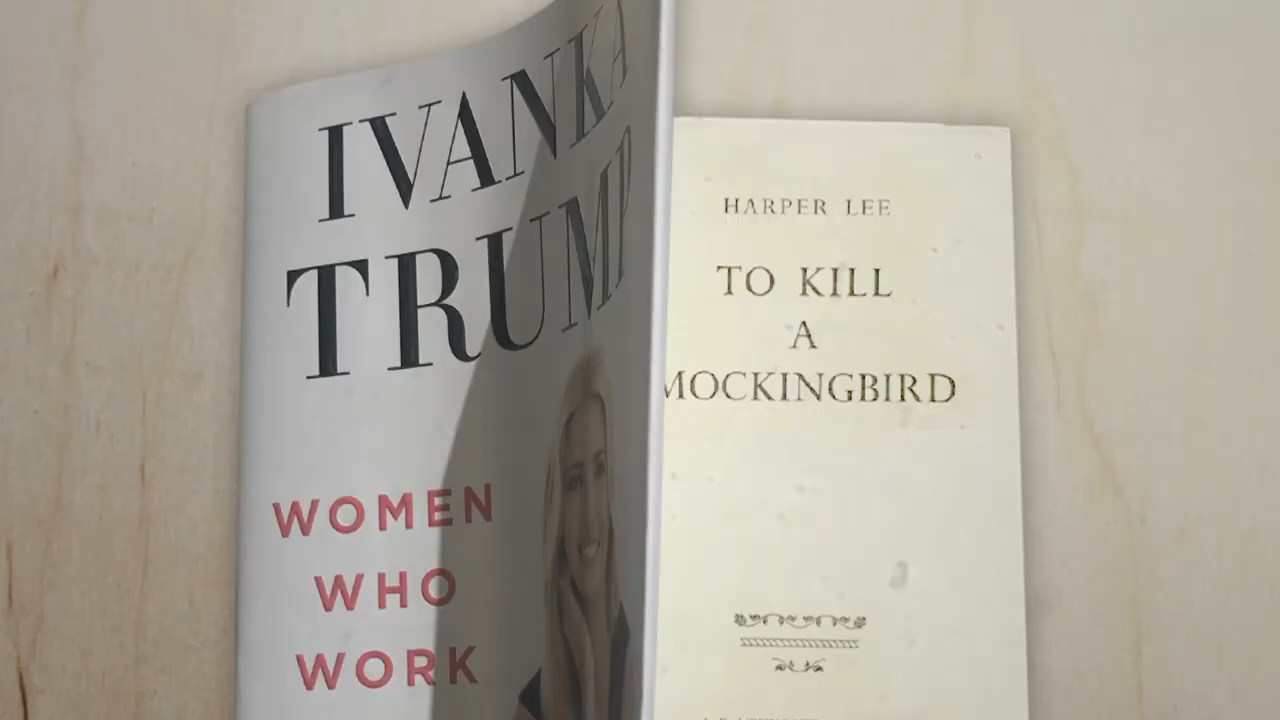 IVANKA
TRUMP
WOMEN
WHO
WORK
HARPER LEE
TO KILL
A
MOCKINGBIRD